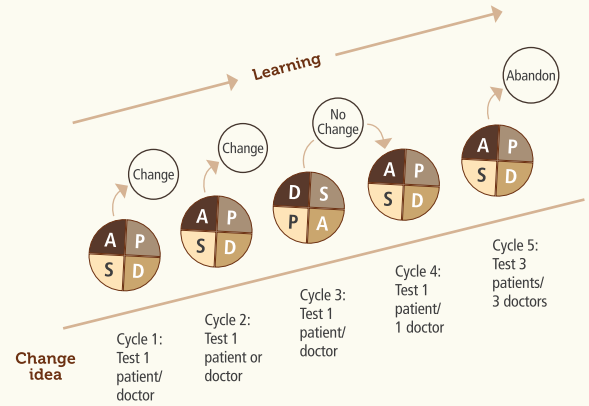 Learning
Abandon
No
Change
Change
Change
A P
S D
A P
S D
D S
P A
A P
S D
A P
S D
Change
idea
Cycle 1:
Test 1
patient/
doctor
Cycle 2:
Test 1
patient or
doctor
Cycle 3:
Test 1
patient/
doctor
Cycle 4:
Test 1
patient/
1 doctor
Cycle 5:
Test 3
patients/
3 doctors